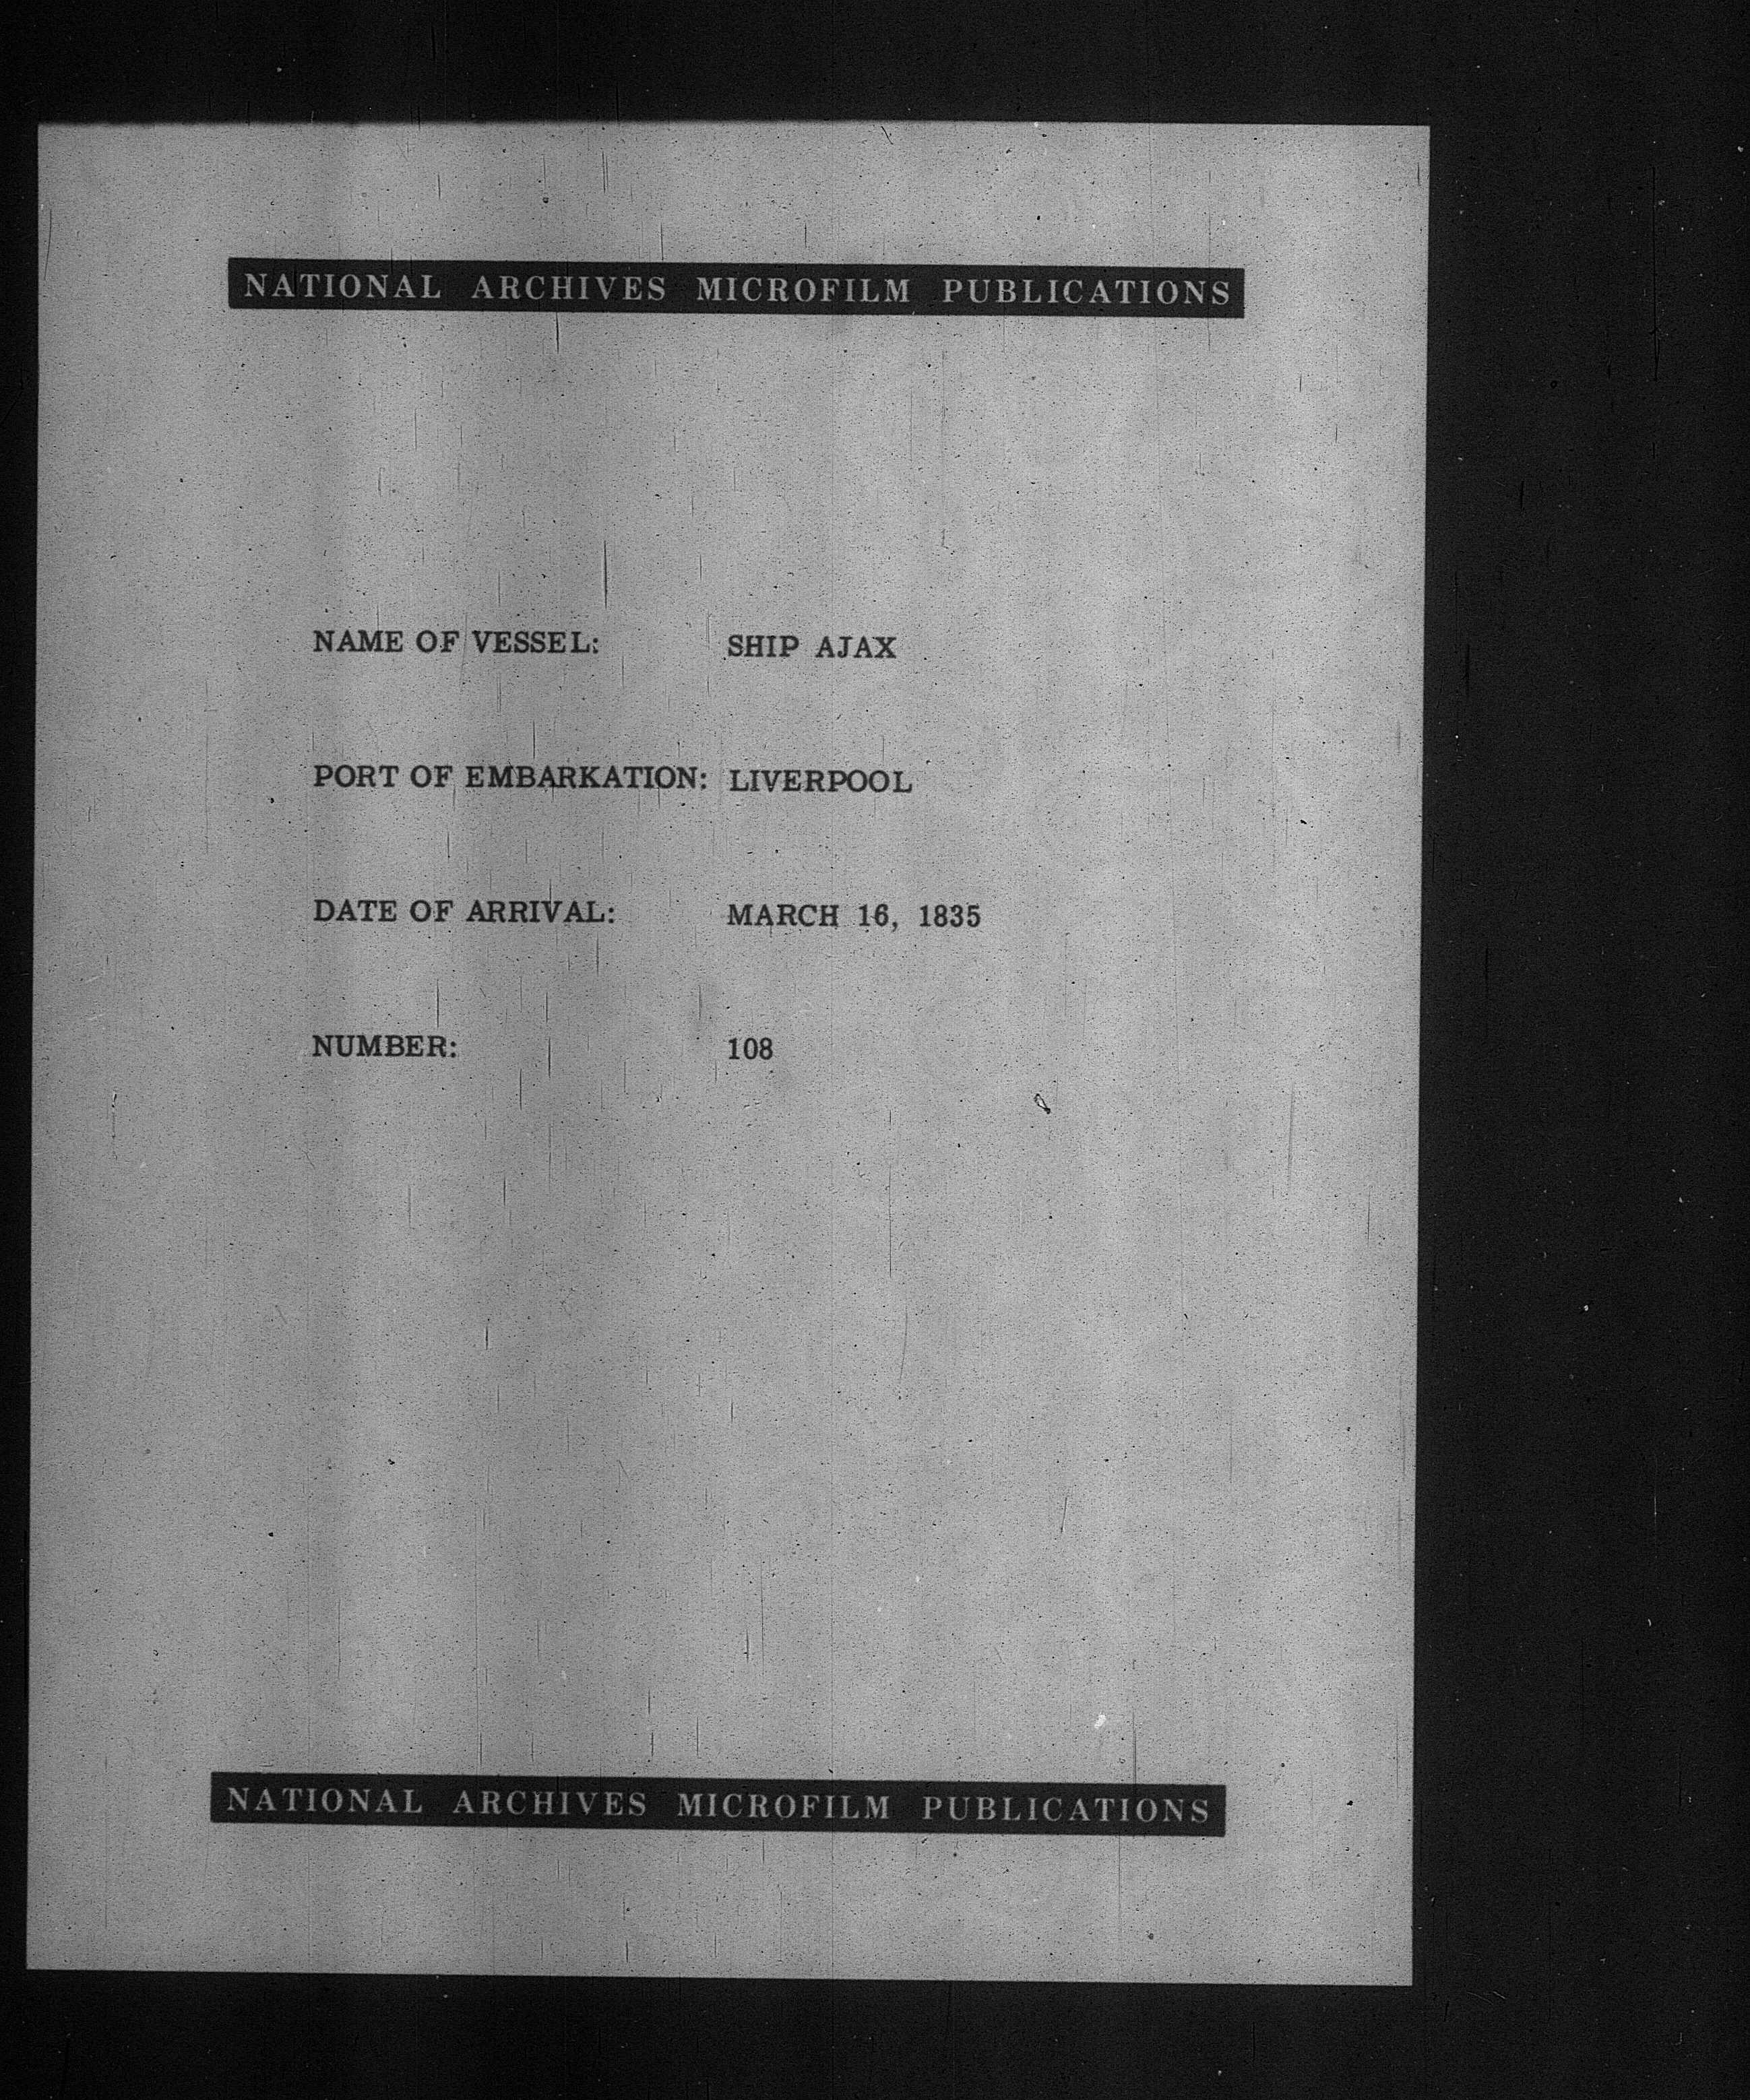 NATIONAL ARCHIVES MICROFILM PUBLICATIONS
NAME OF VESSEL: SHIP AJAX
PORT OF EMBARKATION: LIVERPOOL
DATE OF ARRIVAL: MARCH 16, 1835
NUMBER: 108
NATIONAL ARCHIVES MICROFILM PUBLICATIONS